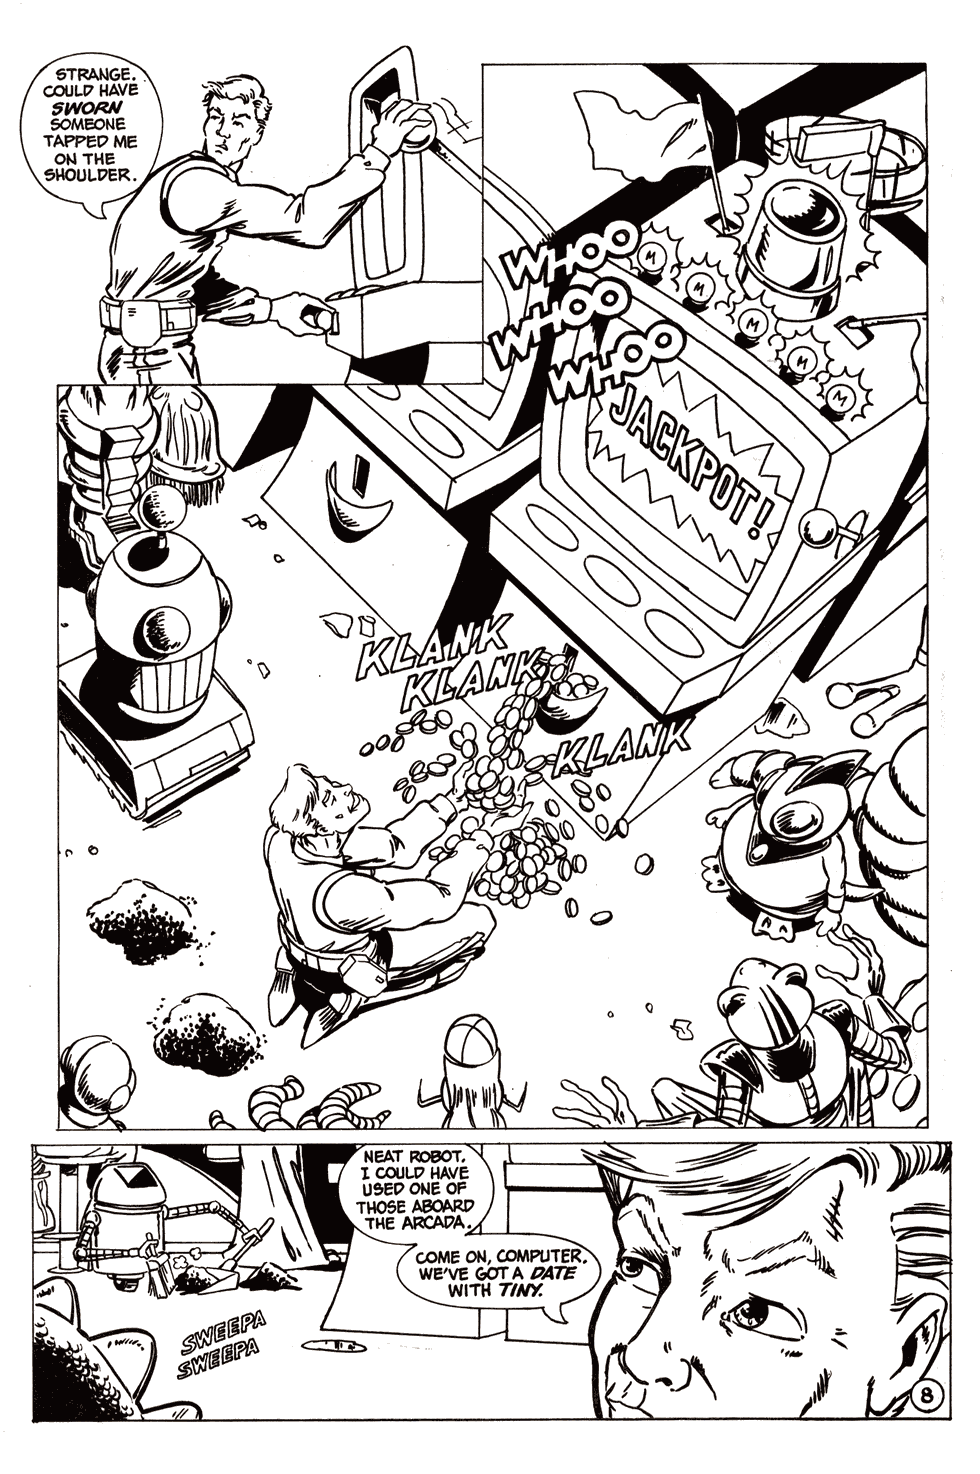 STRANGE.
COULD HAVE
SWORN
SOMEONE
TAPPED ME
ON THE
SHOULDER.
WHOO
WHOO
WHOO
M
M
M
M
M
JACKPOT!
KLANK
KLANK
KLANK
NEAT ROBOT.
I COULD HAVE
USED ONE OF
THOSE ABOARD
THE ARCADA.
COME ON, COMPUTER.
WE'VE GOT A DATE
WITH TINY.
SWEEPA
SWEEPA
8